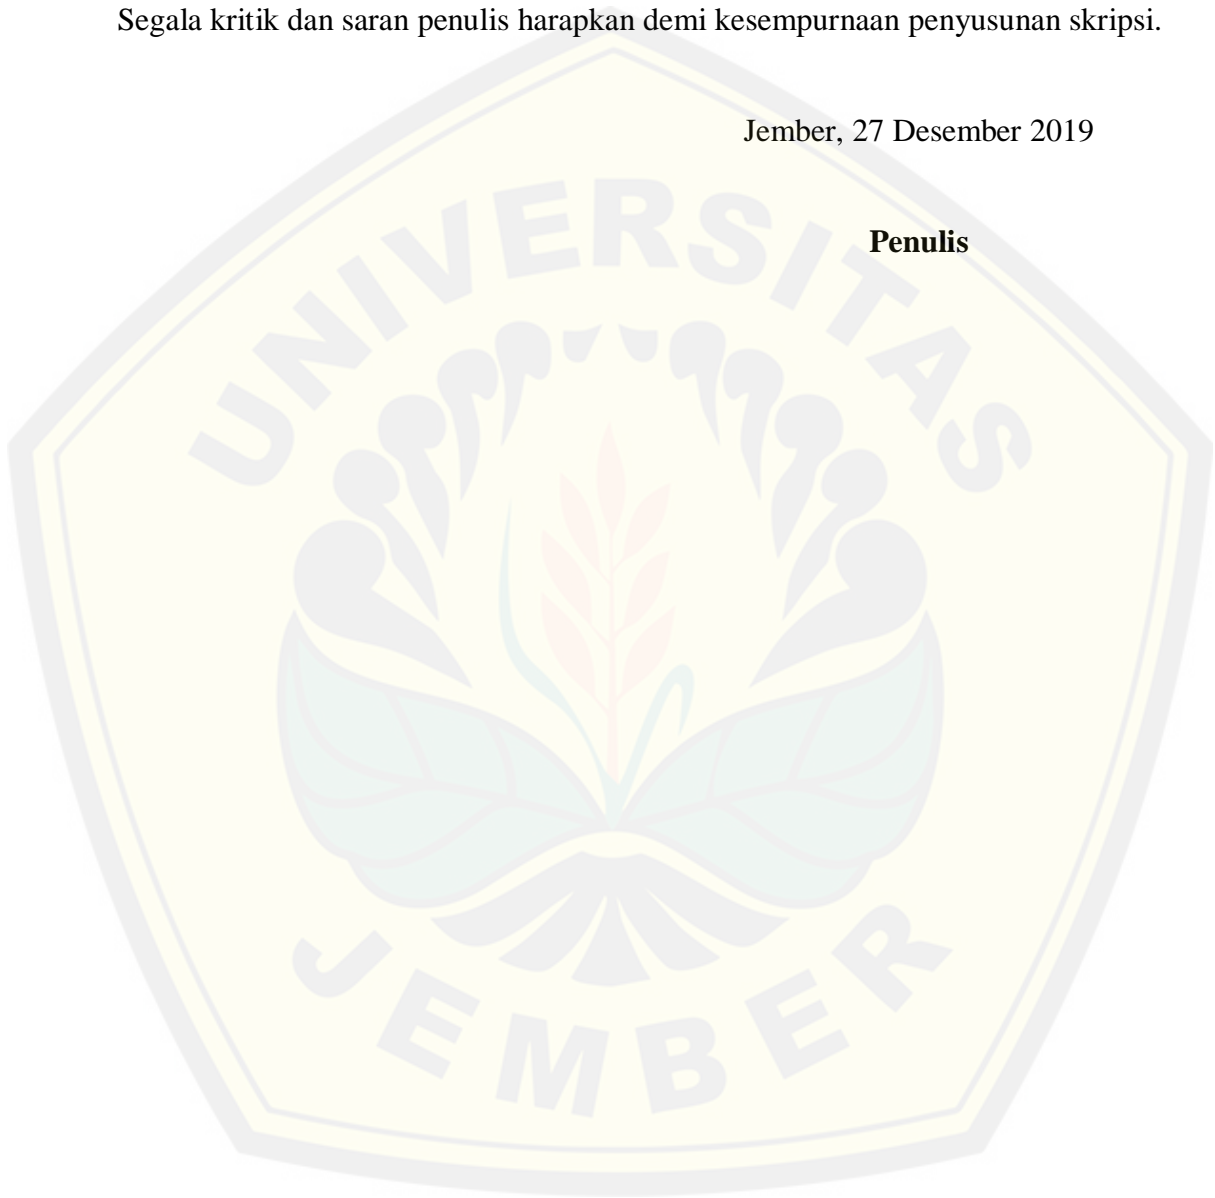 Segala kritik dan saran penulis harapkan demi kesempurnaan penyusunan skripsi.
Jember, 27 Desember 2019
Penulis
UNIVERSITAS
JEMBER